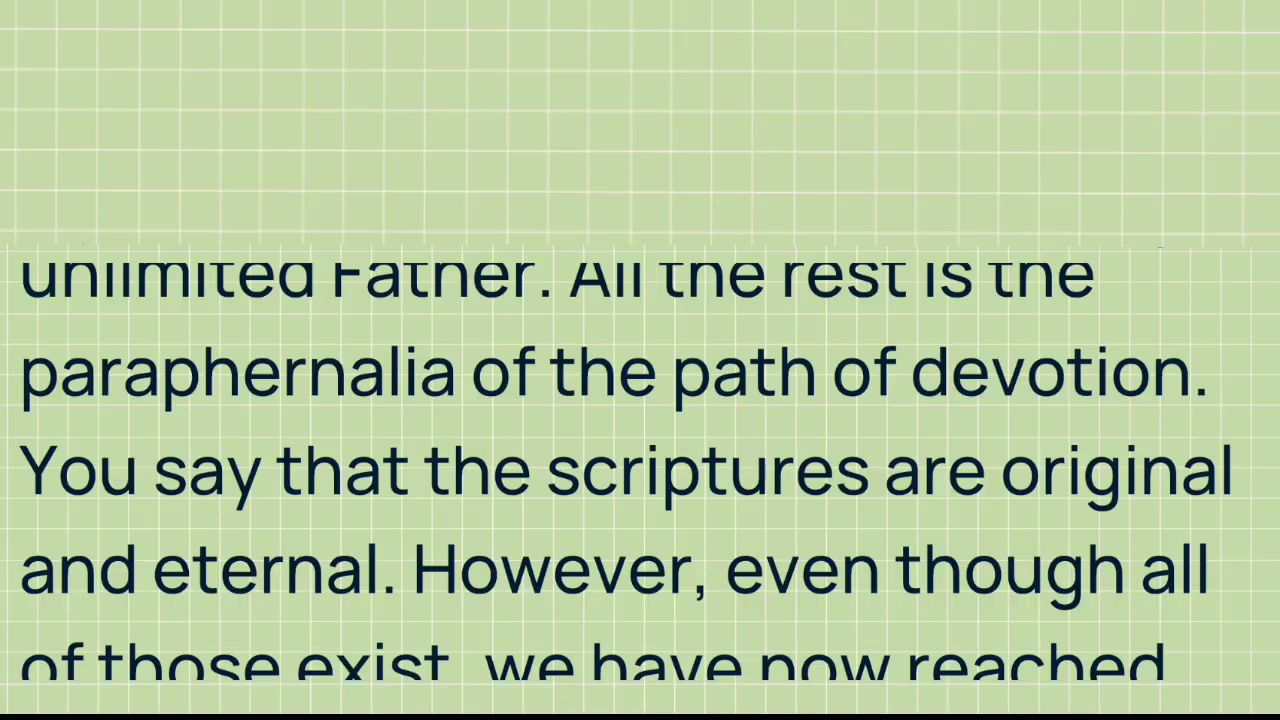 unlimited Father. All the rest is the
paraphernalia of the path of devotion.
You say that the scriptures are original
and eternal. However, even though all
of those exist, we have now reached